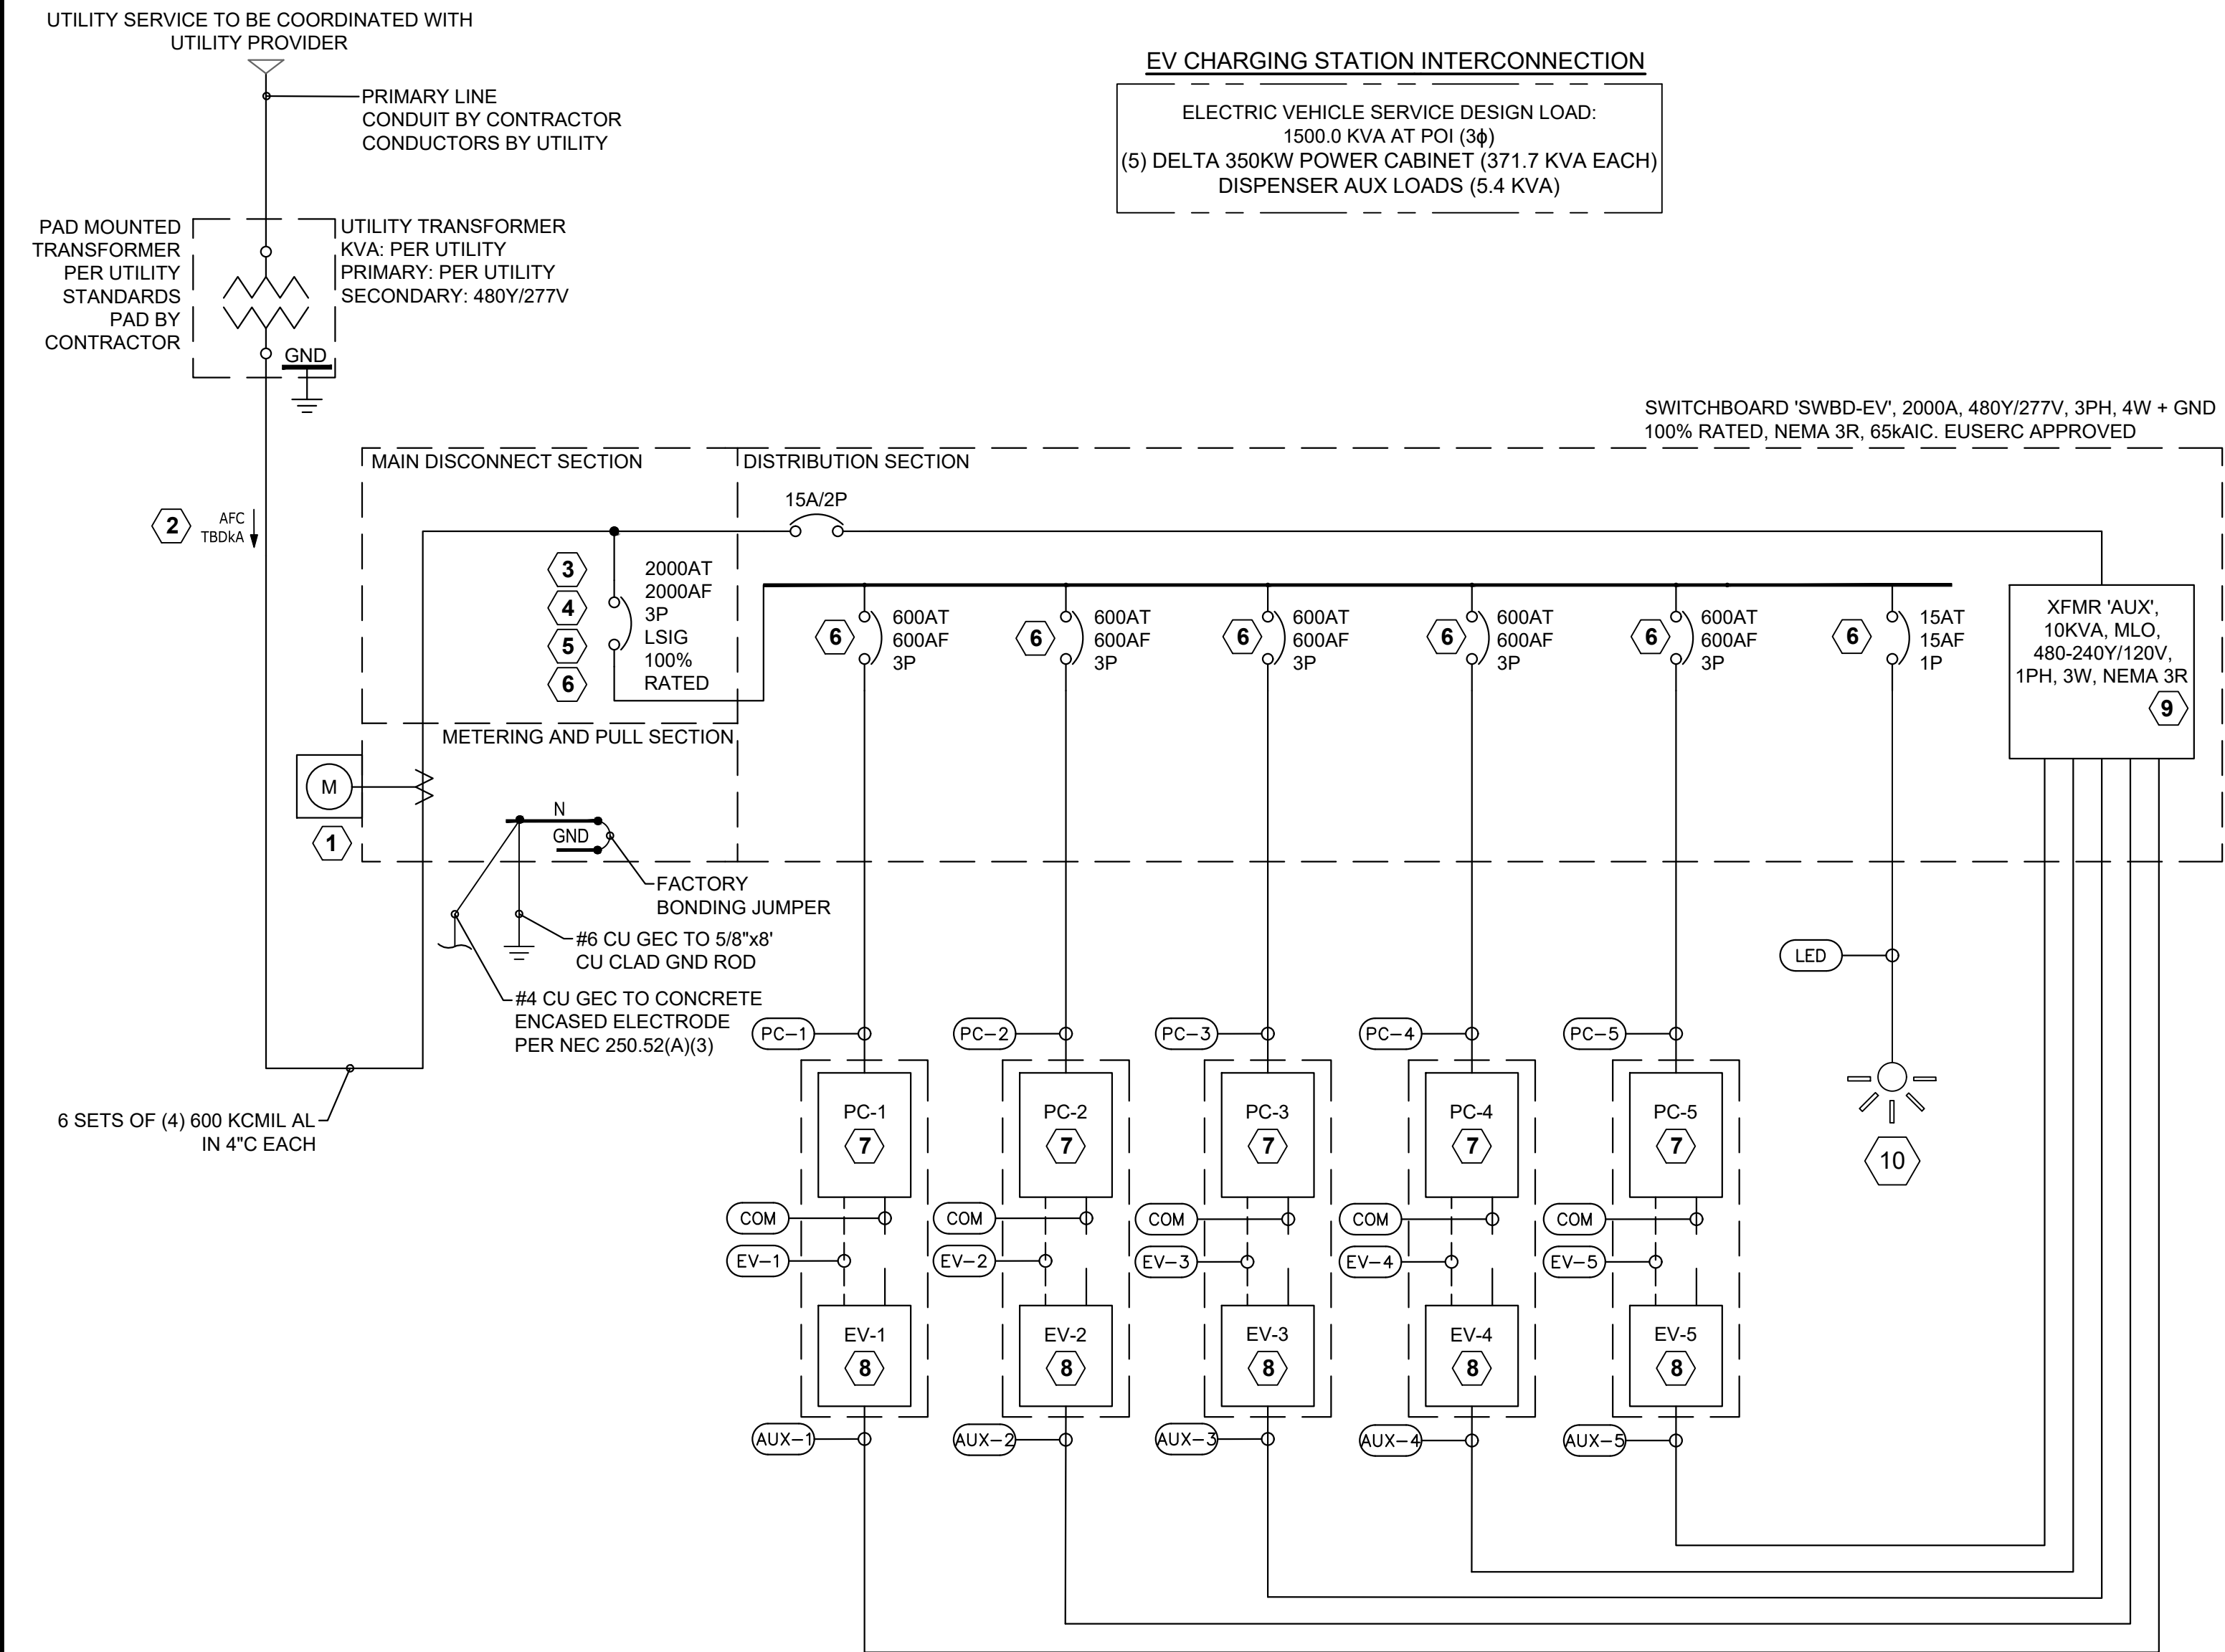 UTILITY SERVICE TO BE COORDINATED WITH
UTILITY PROVIDER
PRIMARY LINE
CONDUIT BY CONTRACTOR
CONDUCTORS BY UTILITY
EV CHARGING STATION INTERCONNECTION
ELECTRIC VEHICLE SERVICE DESIGN LOAD:
1500.0 KVA AT POI (3ϕ)
(5) DELTA 350KW POWER CABINET (371.7 KVA EACH)
DISPENSER AUX LOADS (5.4 KVA)
PAD MOUNTED
TRANSFORMER
PER UTILITY
STANDARDS
PAD BY
CONTRACTOR
UTILITY TRANSFORMER
KVA: PER UTILITY
PRIMARY: PER UTILITY
SECONDARY: 480Y/277V
GND
SWITCHBOARD 'SWBD-EV', 2000A, 480Y/277V, 3PH, 4W + GND
100% RATED, NEMA 3R, 65kAIC. EUSERC APPROVED
MAIN DISCONNECT SECTION
DISTRIBUTION SECTION
15A/2P
2
AFC
TBDkA
3
4
5
6
2000AT
2000AF
3P
LSIG
100%
RATED
6
600AT
600AF
3P
6
600AT
600AF
3P
6
600AT
600AF
3P
6
600AT
600AF
3P
6
600AT
600AF
3P
6
15AT
15AF
1P
XFMR 'AUX',
10KVA, MLO,
480-240Y/120V,
1PH, 3W, NEMA 3R
9
METERING AND PULL SECTION
M
1
N
GND
FACTORY
BONDING JUMPER
#6 CU GEC TO 5/8"x8'
CU CLAD GND ROD
#4 CU GEC TO CONCRETE
ENCASED ELECTRODE
PER NEC 250.52(A)(3)
6 SETS OF (4) 600 KCMIL AL
IN 4"C EACH
LED
10
PC-1
PC-2
PC-3
PC-4
PC-5
PC-1
7
PC-2
7
PC-3
7
PC-4
7
PC-5
7
COM
COM
COM
COM
COM
EV-1
EV-2
EV-3
EV-4
EV-5
EV-1
8
EV-2
8
EV-3
8
EV-4
8
EV-5
8
AUX-1
AUX-2
AUX-3
AUX-4
AUX-5